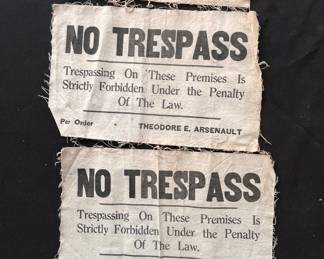 NO TRESPASS
Trespassing On These Premises Is
Strictly Forbidden Under the Penalty
Of The Law.
Per Order THEODORE E. ARSENAULT
NO TRESPASS
Trespassing On These Premises Is
Strictly Forbidden Under the Penalty
Of The Law.